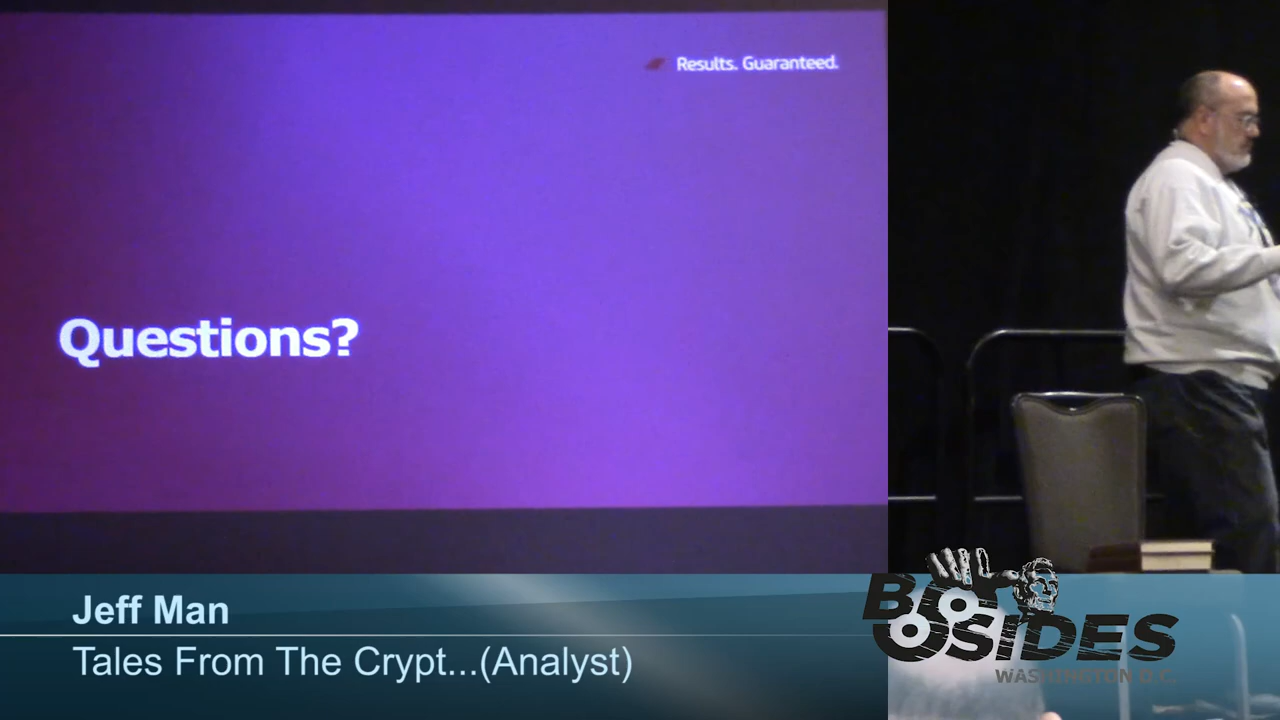 Results. Guaranteed.
Questions?
Jeff Man
Tales From The Crypt...(Analyst)
BSIDES
WASHINGTON D.C.